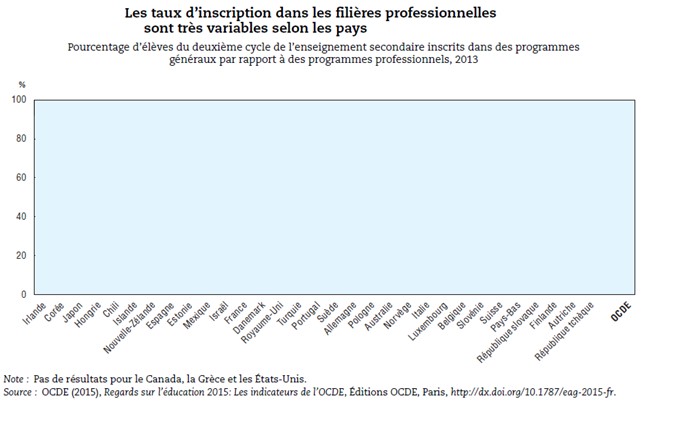 Les taux d’inscription dans les filières professionnelles
sont très variables selon les pays
Pourcentage d’élèves du deuxième cycle de l’enseignement secondaire inscrits dans des programmes
généraux par rapport à des programmes professionnels, 2013
%
100
80
60
40
20
0
Irlande
Corée
Japon
Hongrie
Chili
Islande
Nouvelle-Zélande
Espagne
Estonie
Mexique
Israël
France
Danemark
Royaume-Uni
Turquie
Portugal
Suède
Allemagne
Pologne
Australie
Norvège
Italie
Luxembourg
Belgique
Slovénie
Suisse
Pays-Bas
République slovaque
Finlande
Autriche
République tchèque
OCDE
Note : Pas de résultats pour le Canada, la Grèce et les États-Unis.
Source : OCDE (2015), Regards sur l’éducation 2015: Les indicateurs de l’OCDE, Éditions OCDE, Paris, http://dx.doi.org/10.1787/eag-2015-fr.